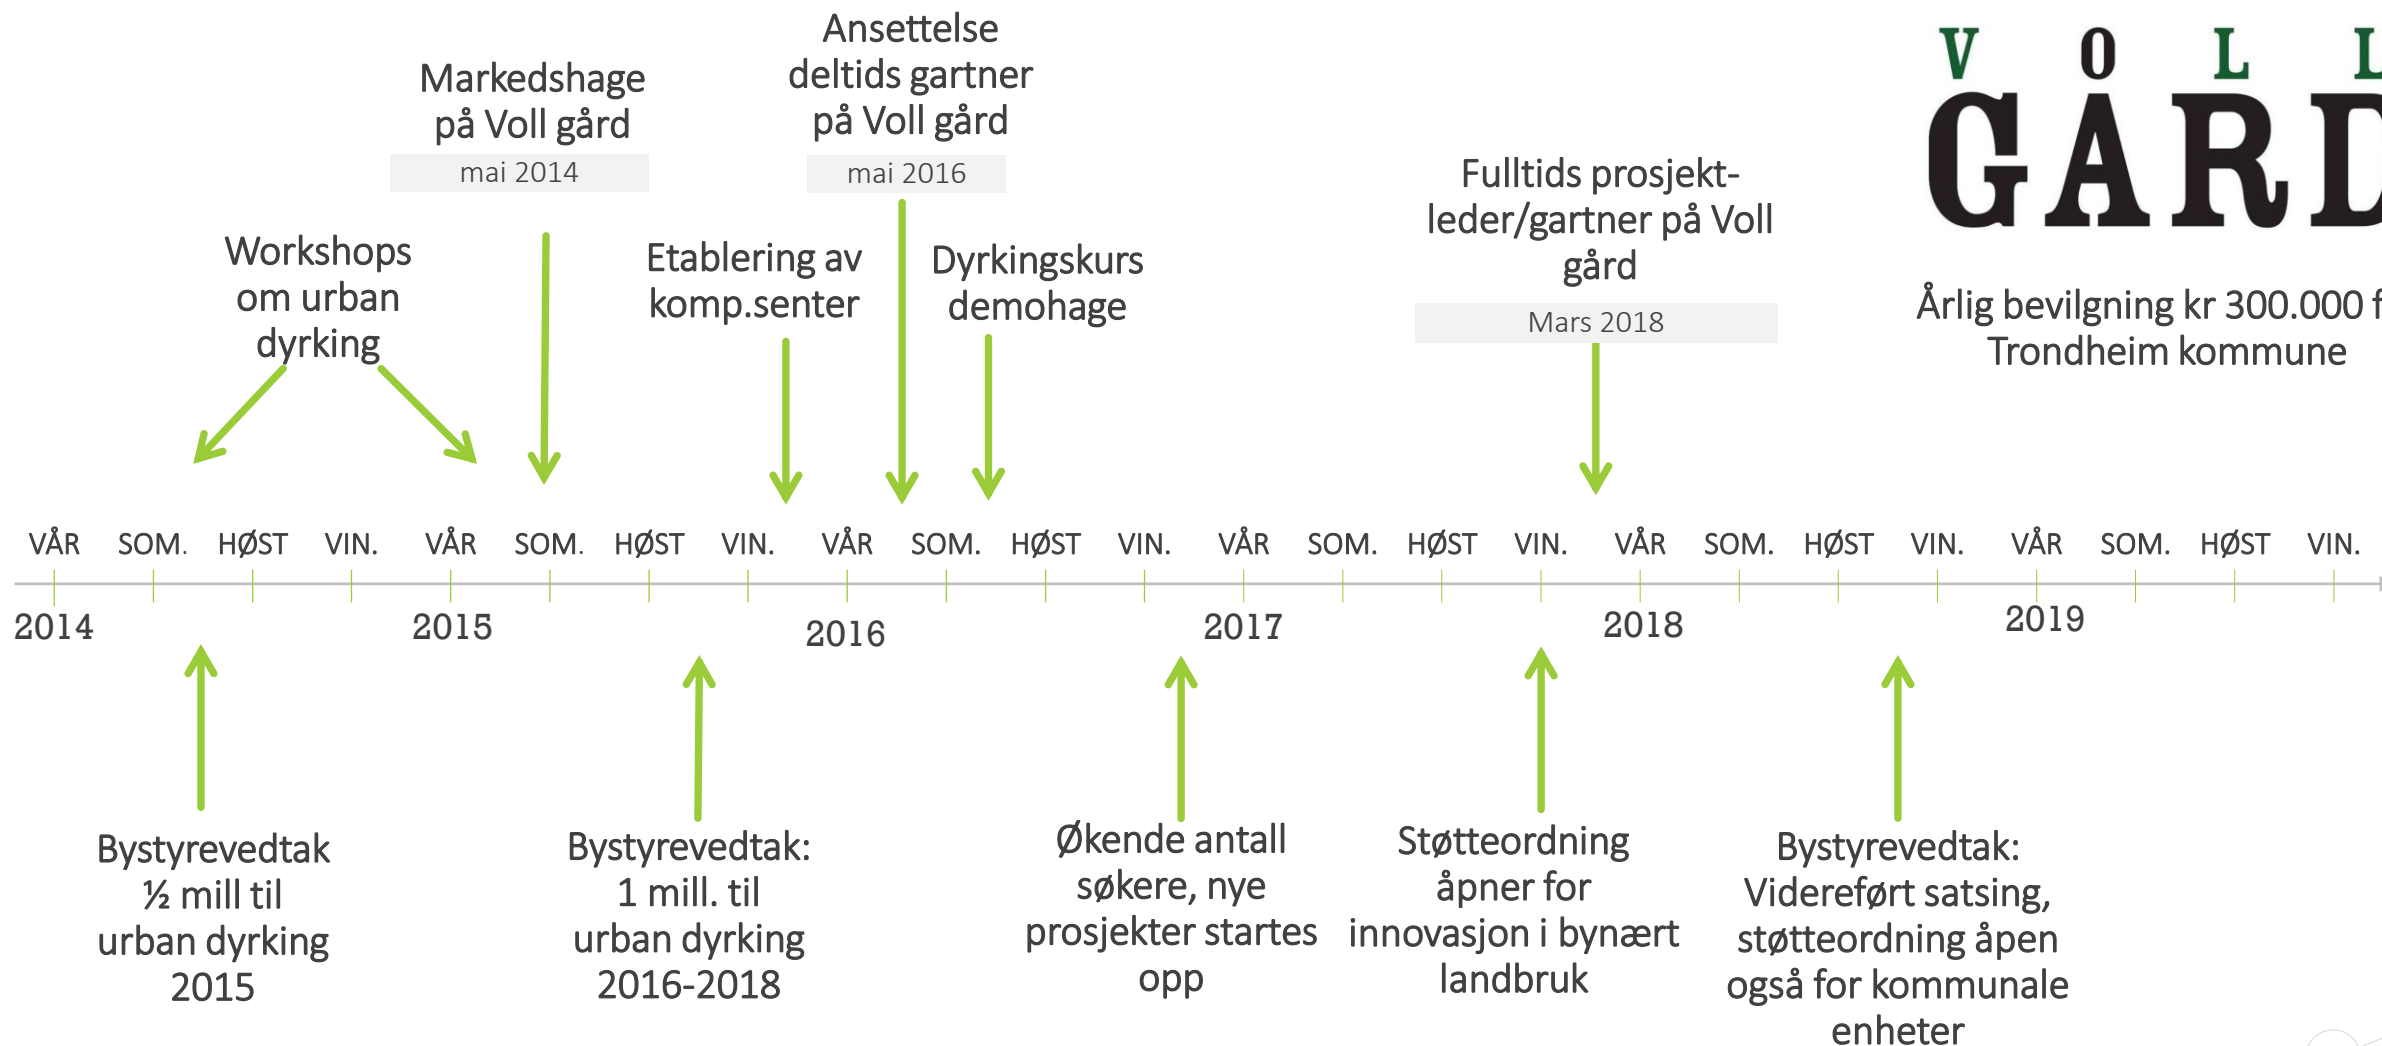 Ansettelse
deltids gartner
på Voll gård
mai 2016
Markedshage
på Voll gård
mai 2014
VOLL
GÅRD
Fulltids prosjekt-
leder/gartner på Voll
gård
Mars 2018
Workshops
om urban
dyrking
Etablering av
komp.senter
Dyrkingskurs
demohage
Årlig bevilgning kr 300.000
Trondheim kommune
VÅR SOM. HØST VIN. VÅR SOM. HØST VIN. VÅR SOM. HØST VIN. VÅR SOM. HØST VIN. VÅR SOM. HØST VIN. VÅR SOM. HØST VIN.
2014 2015 2016 2017 2018 2019
Bystyrevedtak
½ mill til
urban dyrking
2015
Bystyrevedtak:
1 mill. til
urban dyrking
2016-2018
Økende antall
søkere, nye
prosjekter startes
opp
Støtteordning
åpner for
innovasjon i bynært
landbruk
Bystyrevedtak:
Videreført satsing,
støtteordning åpen
også for kommunale
enheter